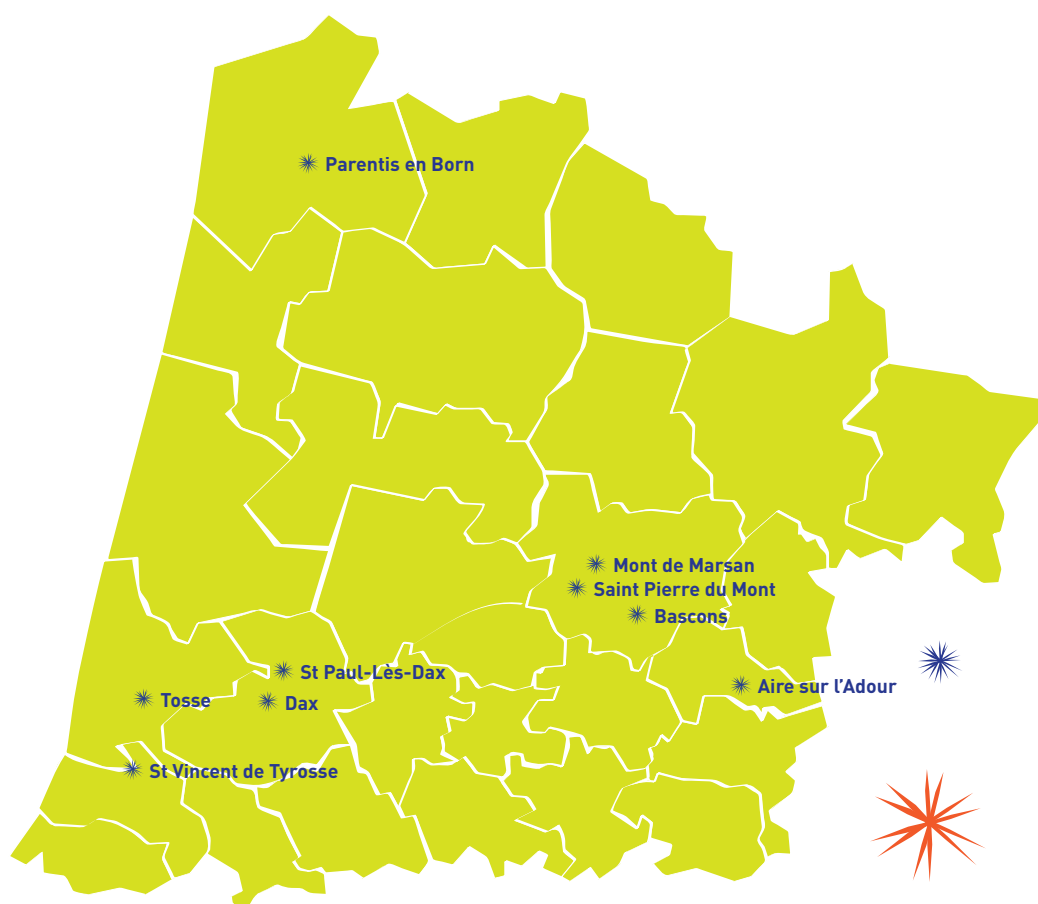 Parentis en Born
Mont de Marsan
Saint Pierre du Mont
Bascons
St Paul-Lès-Dax
Aire sur l’Adour
Tosse
Dax
St Vincent de Tyrosse